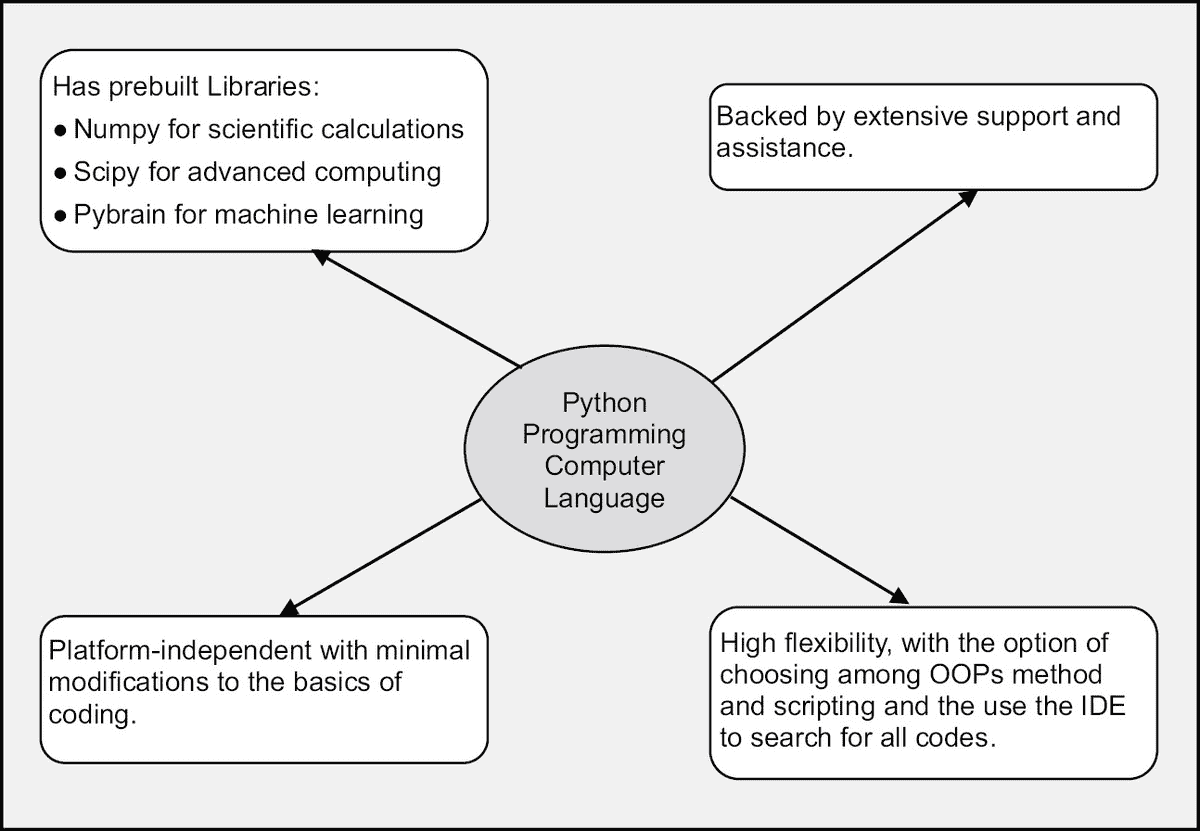 Has prebuilt Libraries:
● Numpy for scientific calculations
● Scipy for advanced computing
● Pybrain for machine learning
Backed by extensive support and
assistance.
Python
Programming
Computer
Language
Platform-independent with minimal
modifications to the basics of
coding.
High flexibility, with the option of
choosing among OOPs method
and scripting and the use the IDE
to search for all codes.